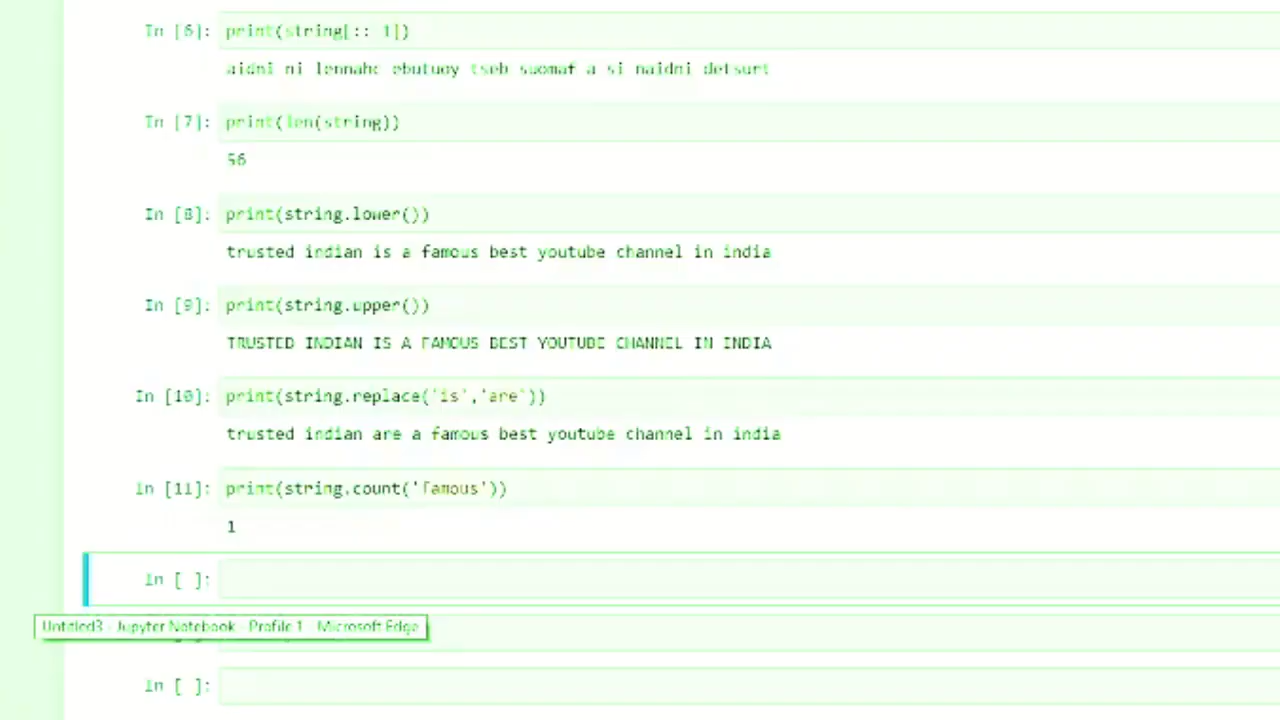 In [6]: print(string[::-1])
aidni ni lennahc ebutuoy tseb suomaf a si naidni detsurt
In [7]: print(len(string))
56
In [8]: print(string.lower())
trusted indian is a famous best youtube channel in india
In [9]: print(string.upper())
TRUSTED INDIAN IS A FAMOUS BEST YOUTUBE CHANNEL IN INDIA
In [10]: print(string.replace('is','are'))
trusted indian are a famous best youtube channel in india
In [11]: print(string.count('famous'))
1
In [ ]:
Untitled3 - Jupyter Notebook - Profile 1 - Microsoft Edge
In [ ]: